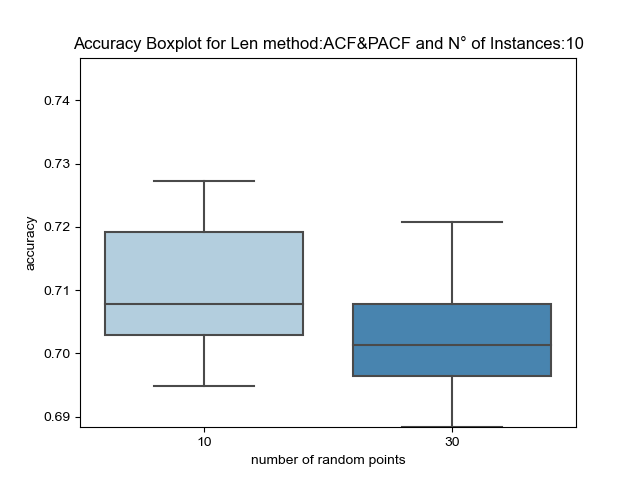 Accuracy Boxplot for Len method:ACF&PACF and N° of Instances:10
0.74
0.73
0.72
0.71
0.70
0.69
accuracy
10 30
number of random points